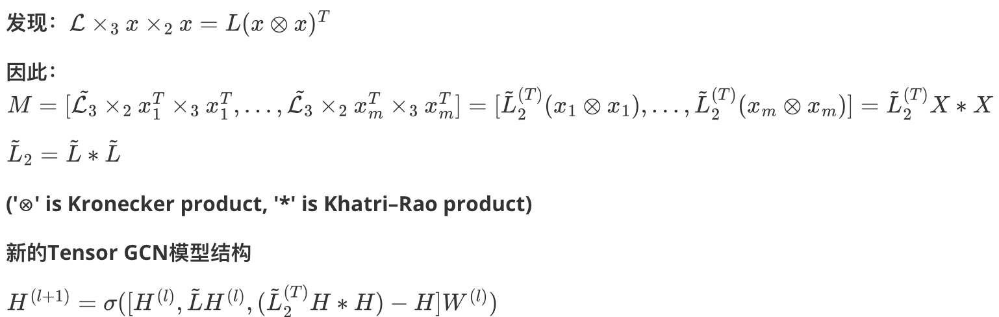 发现：$\mathcal{L} \times_3 x \times_2 x = L(x \otimes x)^T$
因此：
$M = [\tilde{\mathcal{L}}_3 \times_2 x_1^T \times_3 x_1^T, \ldots, \tilde{\mathcal{L}}_3 \times_2 x_m^T \times_3 x_m^T] = [\tilde{L}_2^{(T)}(x_1 \otimes x_1), \ldots, \tilde{L}_2^{(T)}(x_m \otimes x_m)] = \tilde{L}_2^{(T)} X * X$
$\tilde{L}_2 = \tilde{L} * \tilde{L}$
('⊗' is Kronecker product, '*' is Khatri–Rao product)
新的Tensor GCN模型结构
$H^{(l+1)} = \sigma([H^{(l)}, \tilde{L}H^{(l)}, (\tilde{L}_2^{(T)} H * H) - H]W^{(l)})$